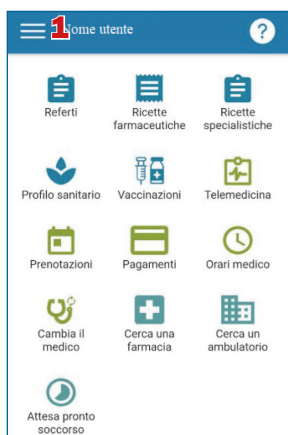 1 Nome utente ?
Referti
Ricette
farmaceutiche
Ricette
specialistiche
Profilo sanitario
Vaccinazioni
Telemedicina
Prenotazioni
Pagamenti
Orari medico
Cambia il
medico
Cerca una
farmacia
Cerca un
ambulatorio
Attesa pronto
soccorso